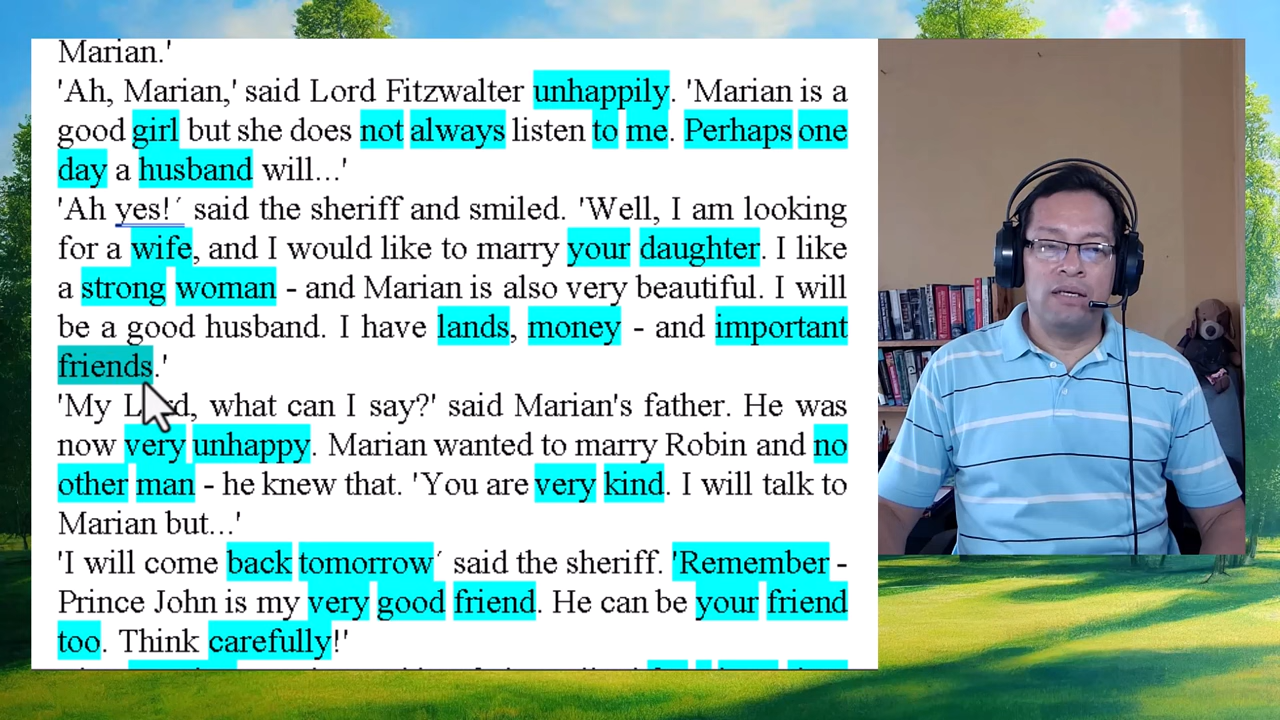 Marian.'
'Ah, Marian,' said Lord Fitzwalter unhappily. 'Marian is a
good girl but she does not always listen to me. Perhaps one
day a husband will...'
'Ah yes!´ said the sheriff and smiled. 'Well, I am looking
for a wife, and I would like to marry your daughter. I like
a strong woman - and Marian is also very beautiful. I will
be a good husband. I have lands, money - and important
friends.'
'My Lord, what can I say?' said Marian's father. He was
now very unhappy. Marian wanted to marry Robin and no
other man - he knew that. 'You are very kind. I will talk to
Marian but...'
'I will come back tomorrow´ said the sheriff. 'Remember -
Prince John is my very good friend. He can be your friend
too. Think carefully!'